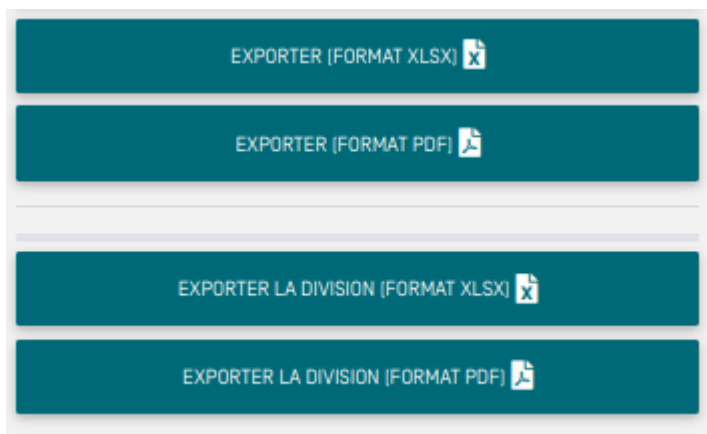 EXPORTER (FORMAT XLSX)
EXPORTER (FORMAT PDF)
EXPORTER LA DIVISION (FORMAT XLSX)
EXPORTER LA DIVISION (FORMAT PDF)